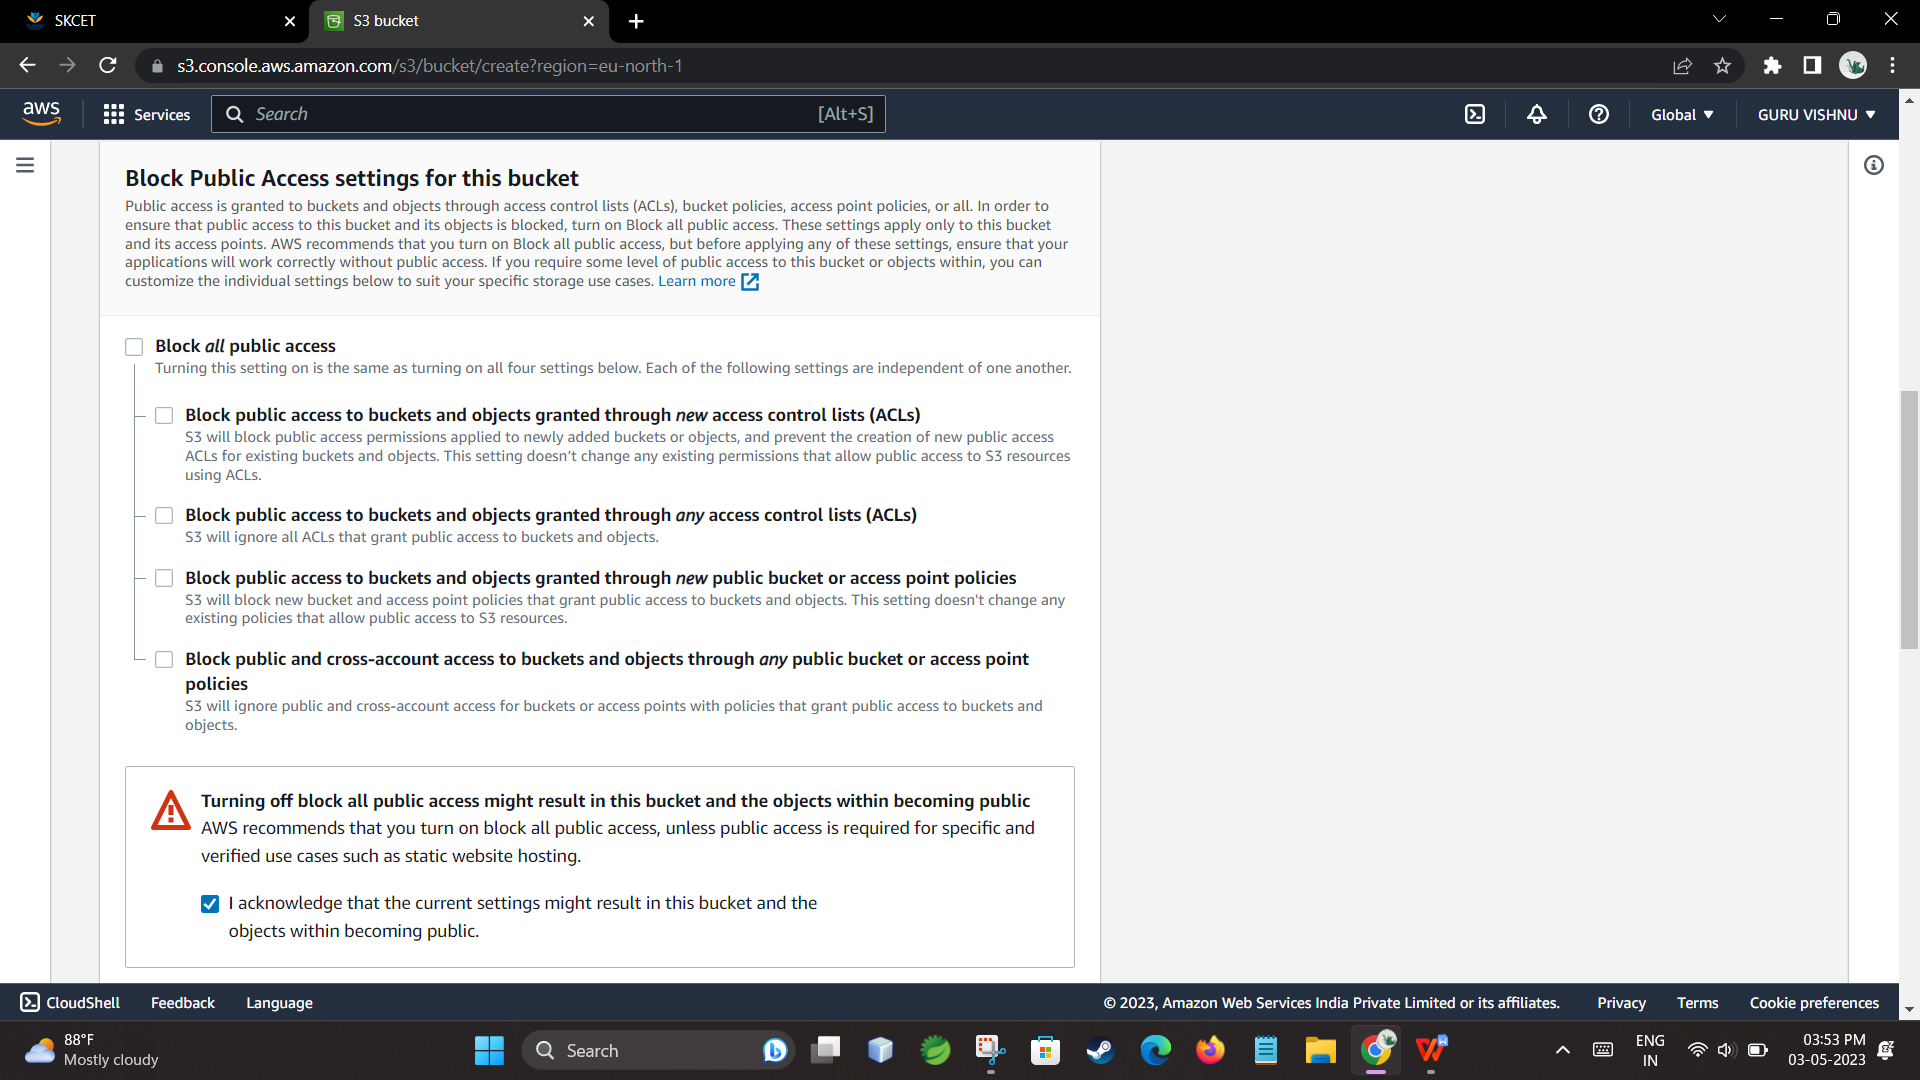 SKCET
S3 bucket
s3.console.aws.amazon.com/s3/bucket/create?region=eu-north-1
aws
Services
Search
[Alt+S]
Global
GURU VISHNU
Block Public Access settings for this bucket
Public access is granted to buckets and objects through access control lists (ACLs), bucket policies, access point policies, or all. In order to
ensure that public access to this bucket and its objects is blocked, turn on Block all public access. These settings apply only to this bucket
and its access points. AWS recommends that you turn on Block all public access, but before applying any of these settings, ensure that your
applications will work correctly without public access. If you require some level of public access to this bucket or objects within, you can
customize the individual settings below to suit your specific storage use cases. Learn more
Block all public access
Turning this setting on is the same as turning on all four settings below. Each of the following settings are independent of one another.
Block public access to buckets and objects granted through new access control lists (ACLs)
S3 will block public access permissions applied to newly added buckets or objects, and prevent the creation of new public access
ACLs for existing buckets and objects. This setting doesn’t change any existing permissions that allow public access to S3 resources
using ACLs.
Block public access to buckets and objects granted through any access control lists (ACLs)
S3 will ignore all ACLs that grant public access to buckets and objects.
Block public access to buckets and objects granted through new public bucket or access point policies
S3 will block new bucket and access point policies that grant public access to buckets and objects. This setting doesn't change any
existing policies that allow public access to S3 resources.
Block public and cross-account access to buckets and objects through any public bucket or access point
policies
S3 will ignore public and cross-account access for buckets or access points with policies that grant public access to buckets and
objects.
Turning off block all public access might result in this bucket and the objects within becoming public
AWS recommends that you turn on block all public access, unless public access is required for specific and
verified use cases such as static website hosting.
I acknowledge that the current settings might result in this bucket and the
objects within becoming public.
CloudShell
Feedback
Language
© 2023, Amazon Web Services India Private Limited or its affiliates.
Privacy
Terms
Cookie preferences
88°F
Mostly cloudy
Search
ENG
IN
03:53 PM
03-05-2023